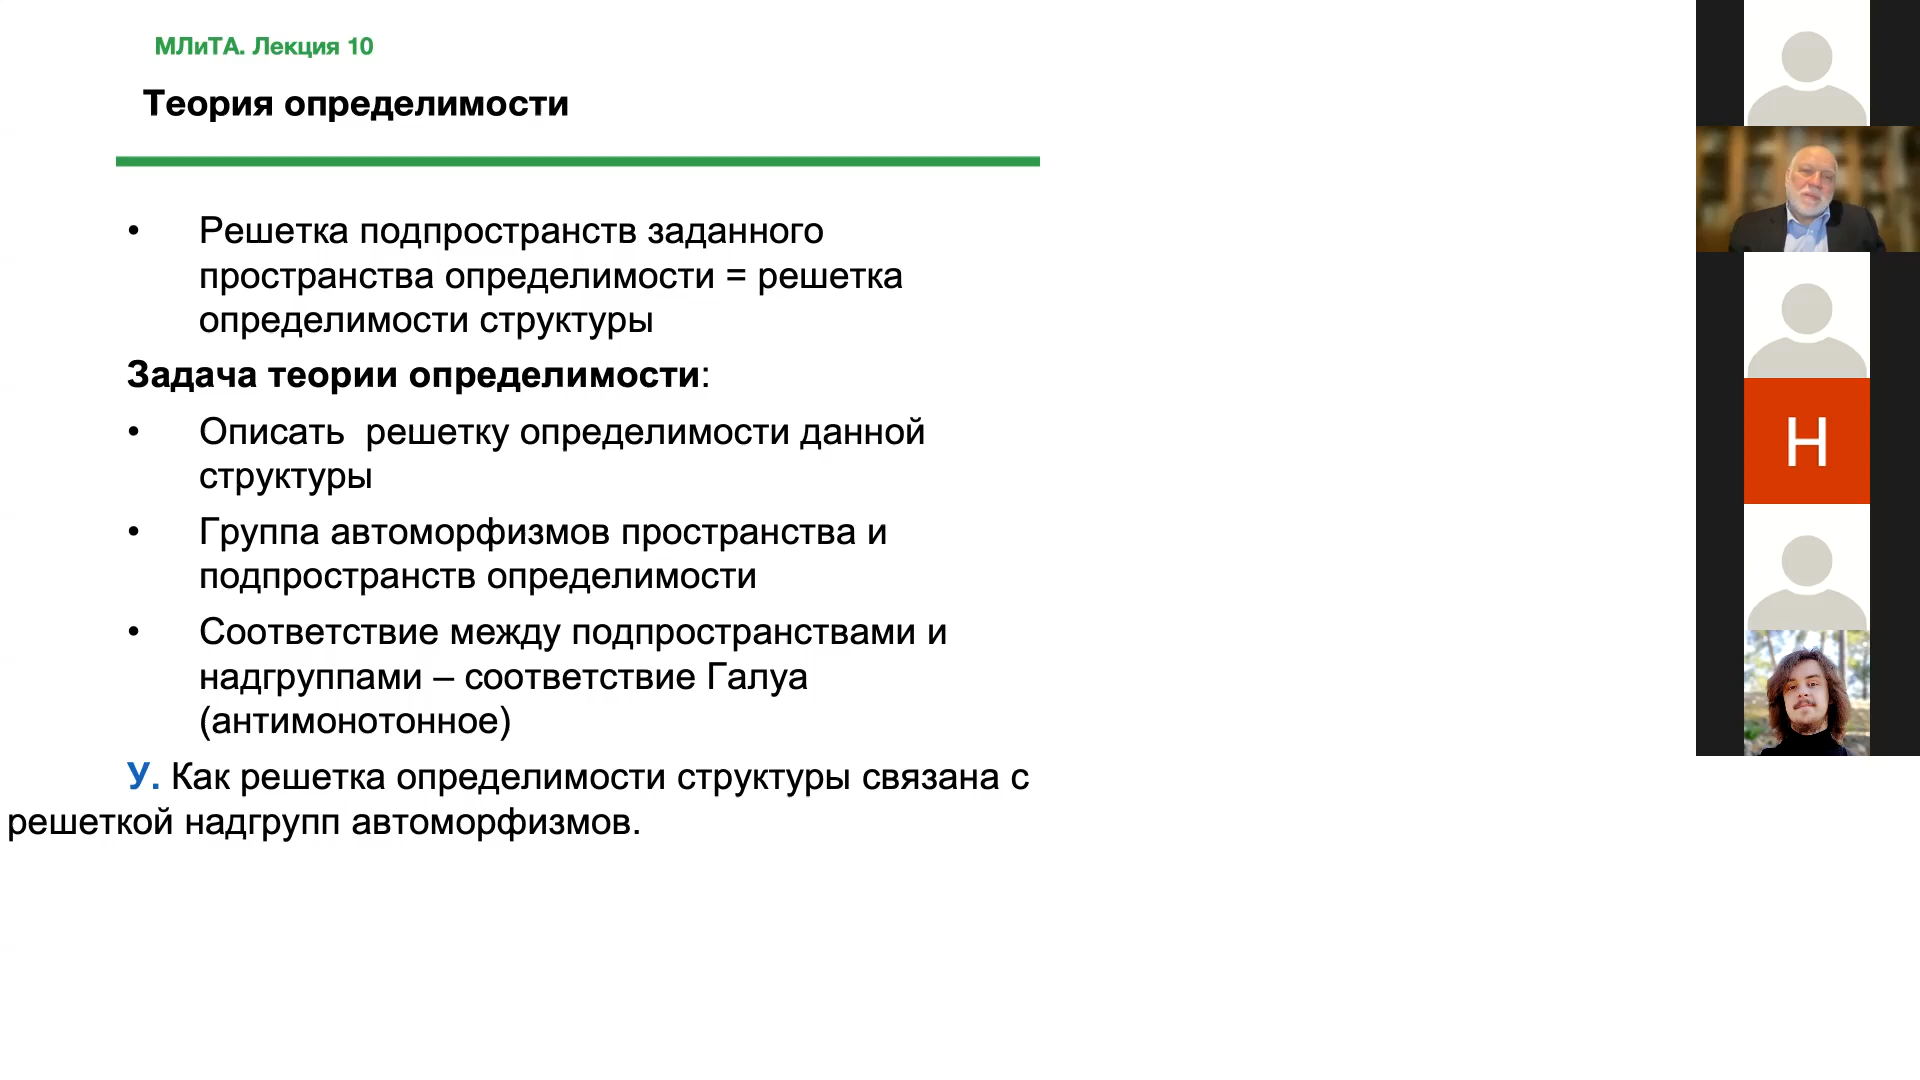 МЛиТА. Лекция 10
Теория определимости
• Решетка подпространств заданного
пространства определимости = решетка
определимости структуры
Задача теории определимости:
• Описать решетку определимости данной
структуры
• Группа автоморфизмов пространства и
подпространств определимости
• Соответствие между подпространствами и
надгруппами – соответствие Галуа
(антимонотонное)
У. Как решетка определимости структуры связана с
решеткой надгрупп автоморфизмов.
H